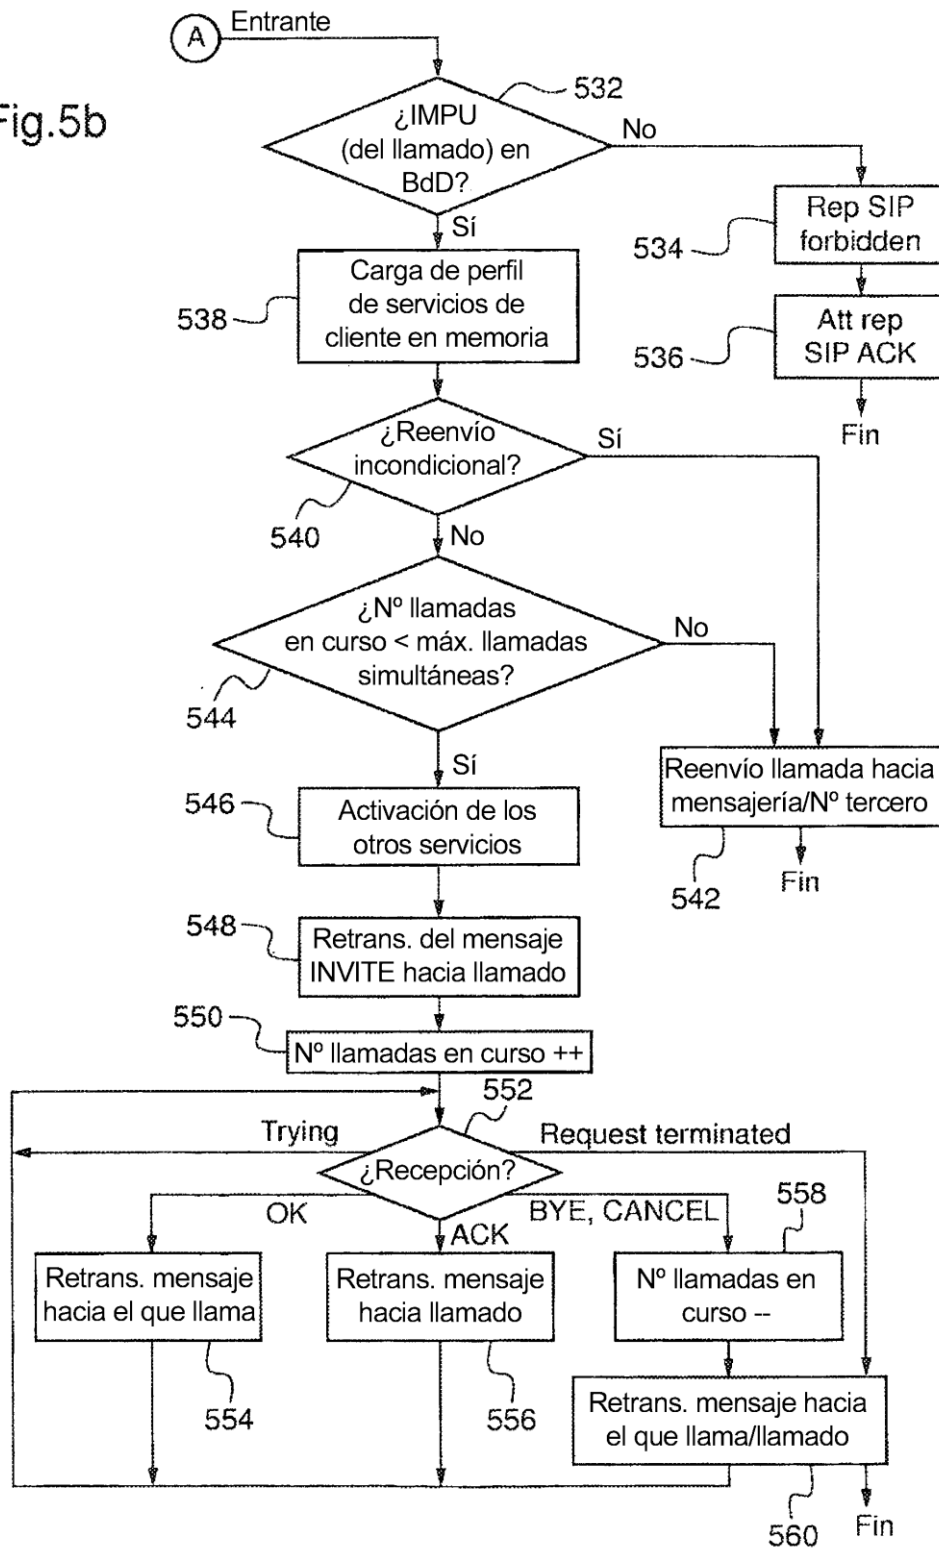 A
Entrante
Fig.5b
532
¿IMPU
(del llamado) en
BdD?
No
Sí
534
Rep SIP
forbidden
538
Carga de perfil
de servicios de
cliente en memoria
536
Att rep
SIP ACK
Fin
¿Reenvío
incondicional?
Sí
540
No
¿Nº llamadas
en curso < máx. llamadas
simultáneas?
No
544
Sí
Reenvío llamada hacia
mensajería/Nº tercero
546
Activación de los
otros servicios
542
Fin
548
Retrans. del mensaje
INVITE hacia llamado
550
Nº llamadas en curso ++
552
Trying
Request terminated
¿Recepción?
OK
ACK
BYE, CANCEL
558
Retrans. mensaje
hacia el que llama
Retrans. mensaje
hacia llamado
Nº llamadas en
curso --
554
556
Retrans. mensaje hacia
el que llama/llamado
560
Fin